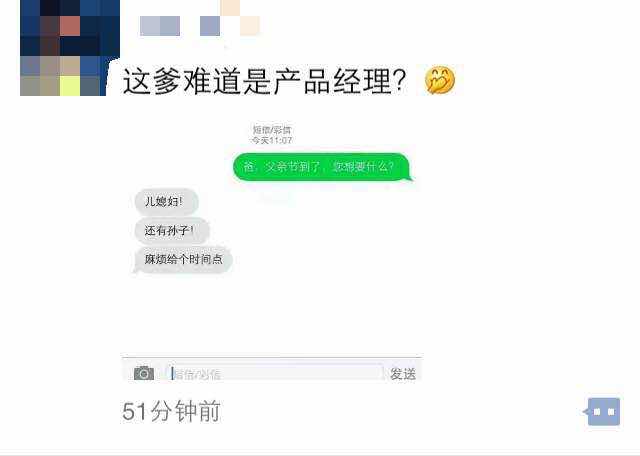 这爹难道是产品经理？
短信/彩信
今天11:07
爸，父亲节到了，您想要什么？
儿媳妇！
还有孙子！
麻烦给个时间点
短信/彩信
发送
51分钟前